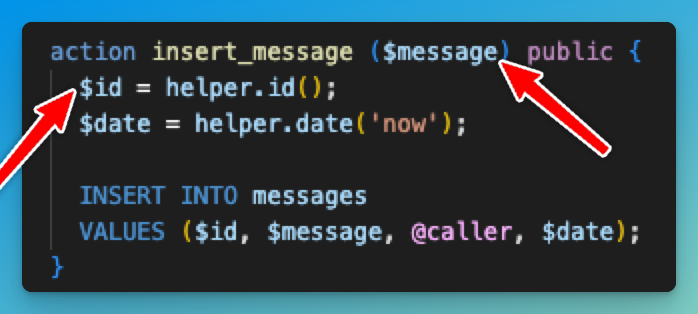 action insert_message ($message) public {
$id = helper.id();
$date = helper.date('now');
INSERT INTO messages
VALUES ($id, $message, @caller, $date);
}